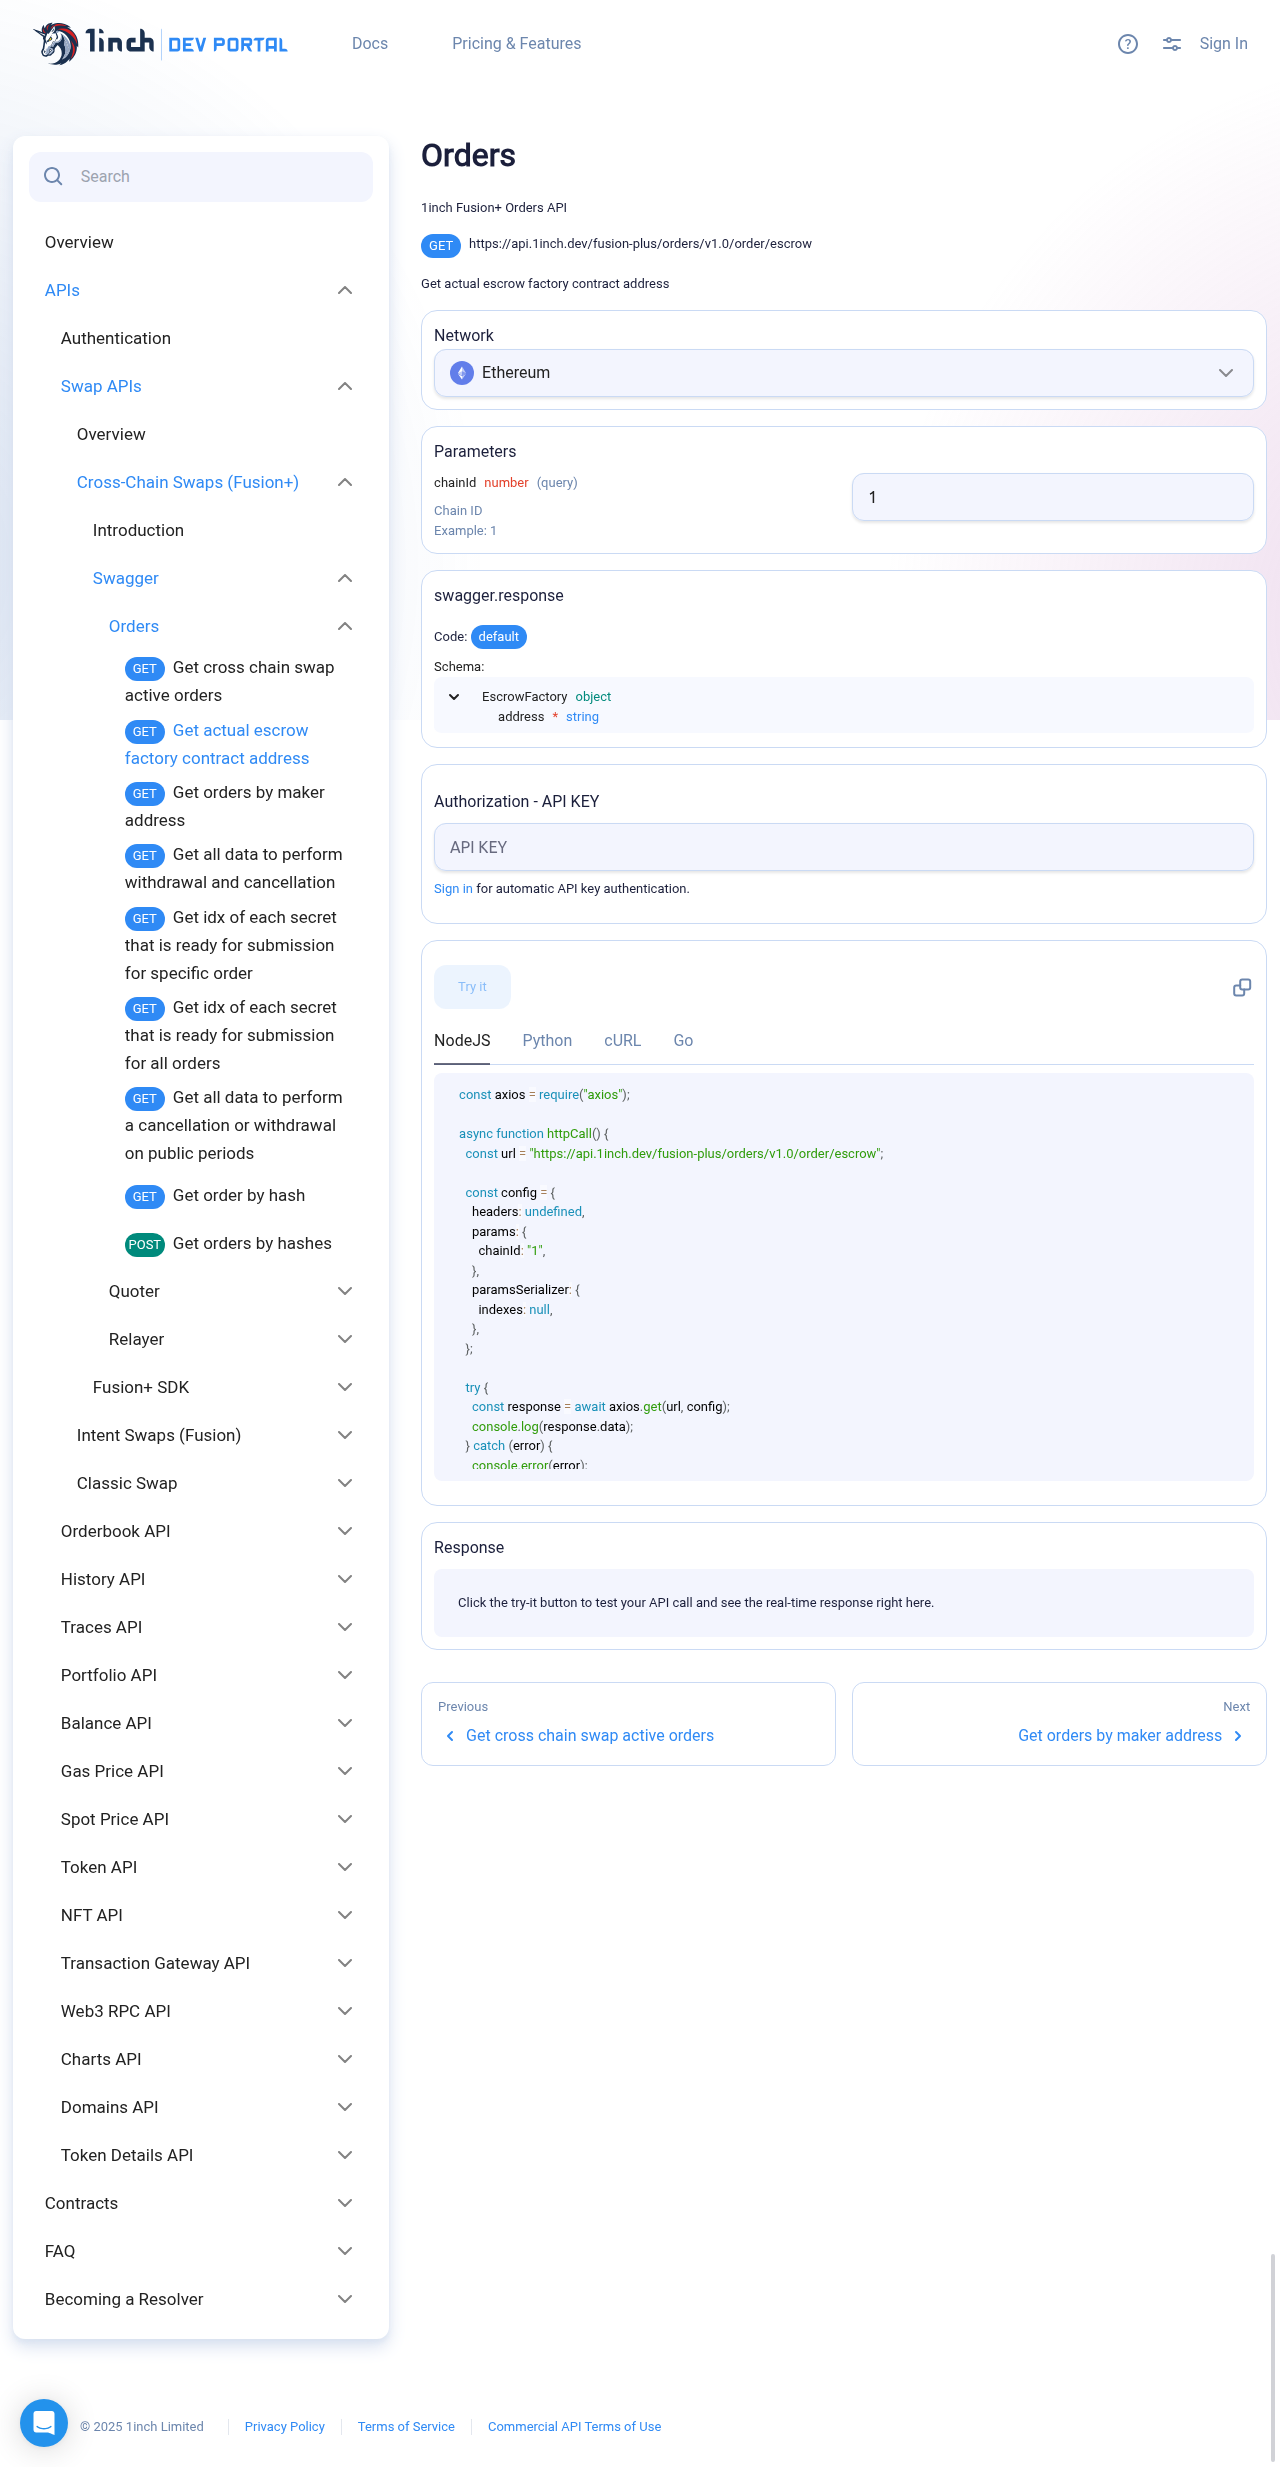 1inch DEV PORTAL
Docs
Pricing & Features
Sign In
Search
Overview
APIs
Authentication
Swap APIs
Overview
Cross-Chain Swaps (Fusion+)
Introduction
Swagger
Orders
GET Get cross chain swap
active orders
GET Get actual escrow
factory contract address
GET Get orders by maker
address
GET Get all data to perform
withdrawal and cancellation
GET Get idx of each secret
that is ready for submission
for specific order
GET Get idx of each secret
that is ready for submission
for all orders
GET Get all data to perform
a cancellation or withdrawal
on public periods
GET Get order by hash
POST Get orders by hashes
Quoter
Relayer
Fusion+ SDK
Intent Swaps (Fusion)
Classic Swap
Orderbook API
History API
Traces API
Portfolio API
Balance API
Gas Price API
Spot Price API
Token API
NFT API
Transaction Gateway API
Web3 RPC API
Charts API
Domains API
Token Details API
Contracts
FAQ
Becoming a Resolver
Orders
1inch Fusion+ Orders API
GET https://api.1inch.dev/fusion-plus/orders/v1.0/order/escrow
Get actual escrow factory contract address
Network
Ethereum
Parameters
chainId number (query)
Chain ID
Example: 1
1
swagger.response
Code: default
Schema:
EscrowFactory object
address * string
Authorization - API KEY
API KEY
Sign in for automatic API key authentication.
Try it
NodeJS Python cURL Go
const axios = require("axios");
async function httpCall() {
const url = "https://api.1inch.dev/fusion-plus/orders/v1.0/order/escrow";
const config = {
headers: undefined,
params: {
chainId: "1",
},
paramsSerializer: {
indexes: null,
},
};
try {
const response = await axios.get(url, config);
console.log(response.data);
} catch (error) {
console.error(error);
Response
Click the try-it button to test your API call and see the real-time response right here.
Previous
Get cross chain swap active orders
Next
Get orders by maker address
© 2025 1inch Limited
Privacy Policy
Terms of Service
Commercial API Terms of Use